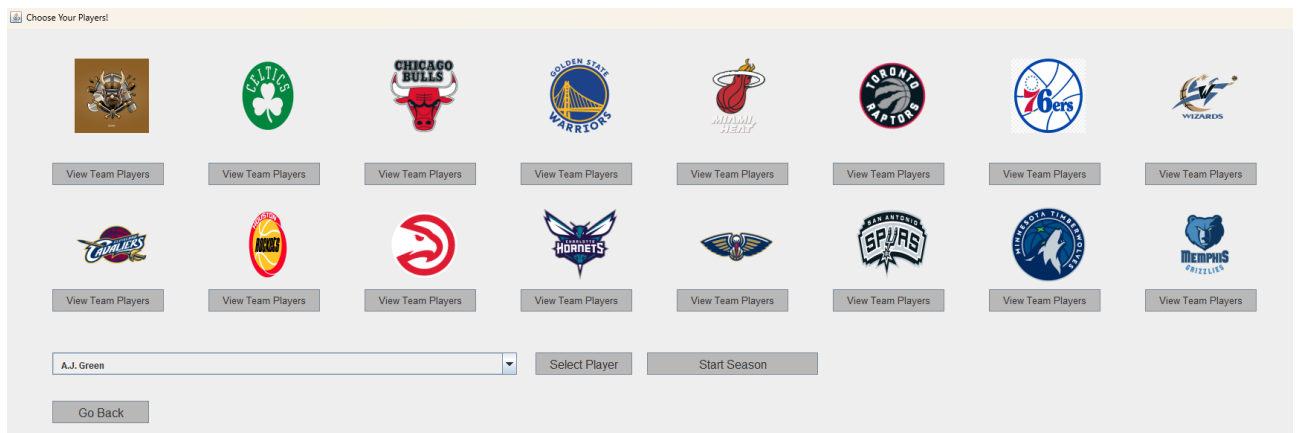 Choose Your Players!
CELTICS
CHICAGO
BULLS
GOLDEN STATE
WARRIORS
MIAMI
HEAT
TORONTO
RAPTORS
76ers
WIZARDS
View Team Players View Team Players View Team Players View Team Players View Team Players View Team Players View Team Players View Team Players
CAVALIERS
HOUSTON
ROCKETS
CHARLOTTE
HORNETS
SAN ANTONIO
SPURS
MINNESOTA TIMBERWOLVES
MEMPHIS
GRIZZLIES
View Team Players View Team Players View Team Players View Team Players View Team Players View Team Players View Team Players View Team Players
A.J. Green Select Player Start Season
Go Back